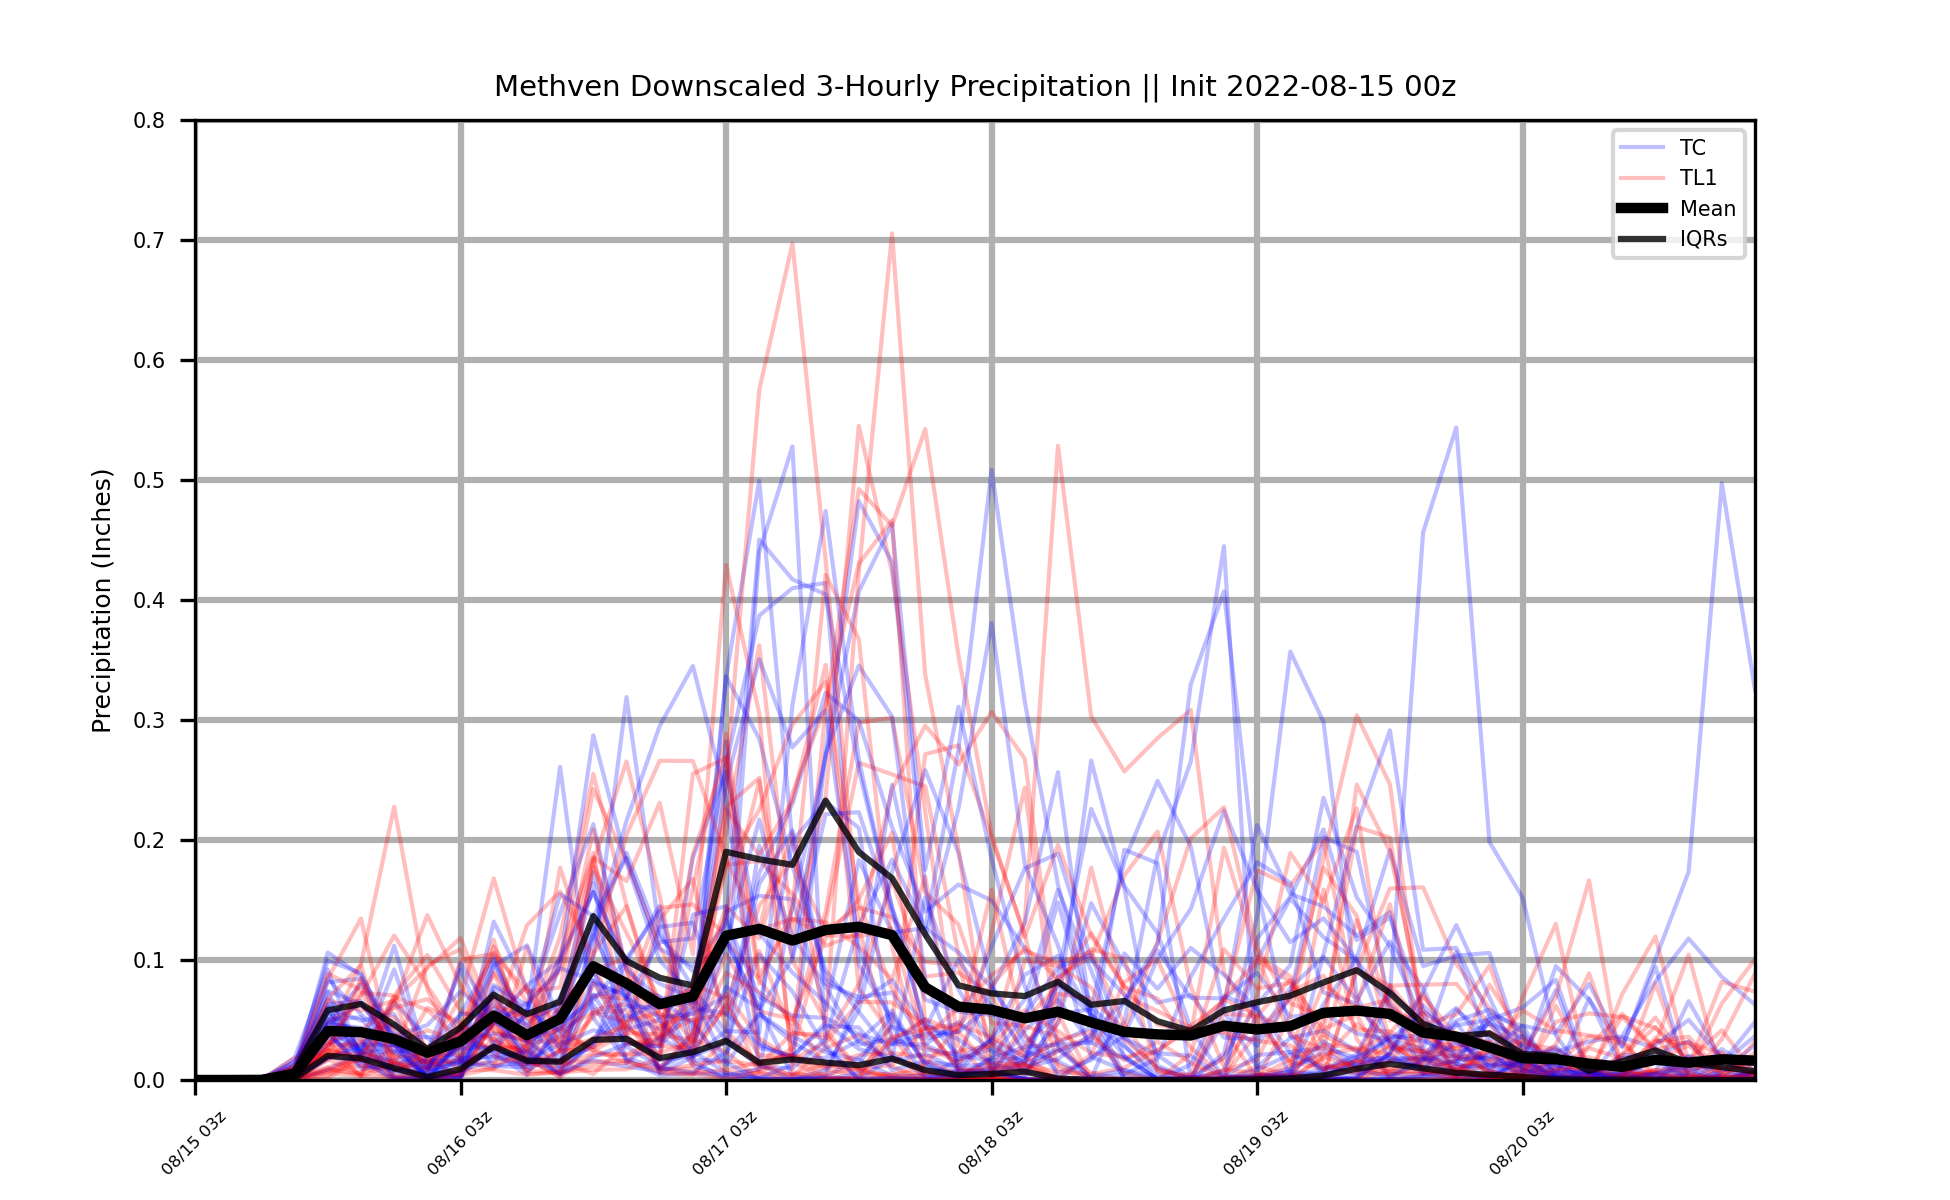 Methven Downscaled 3-Hourly Precipitation || Init 2022-08-15 00z
Precipitation (Inches)
0.8
0.7
0.6
0.5
0.4
0.3
0.2
0.1
0.0
TC
TL1
Mean
IQRs
08/15 03z
08/16 03z
08/17 03z
08/18 03z
08/19 03z
08/20 03z